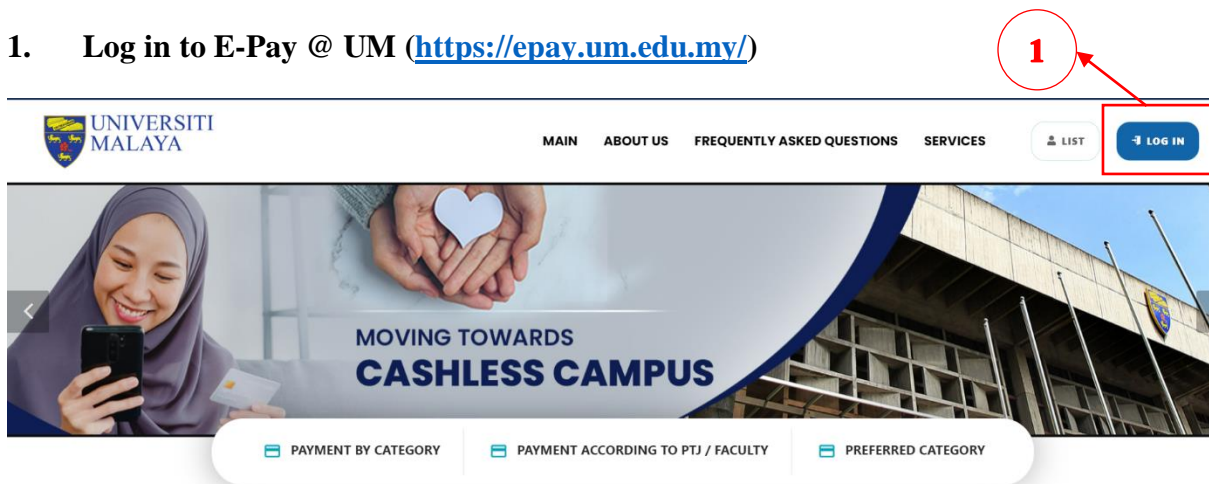 1. Log in to E-Pay @ UM (https://epay.um.edu.my/)
1
UNIVERSITI
MALAYA
MAIN ABOUT US FREQUENTLY ASKED QUESTIONS SERVICES LIST LOG IN
MOVING TOWARDS
CASHLESS CAMPUS
PAYMENT BY CATEGORY PAYMENT ACCORDING TO PTJ / FACULTY PREFERRED CATEGORY